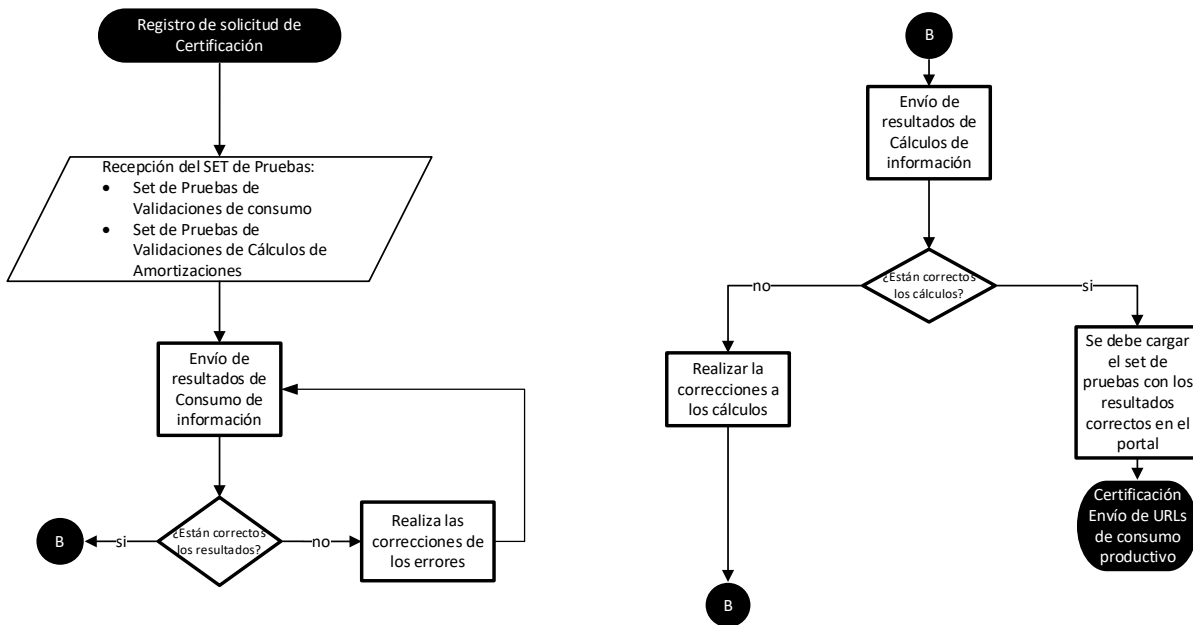 Registro de solicitud de
Certificación
Recepción del SET de Pruebas:
• Set de Pruebas de
Validaciones de consumo
• Set de Pruebas de
Validaciones de Cálculos de
Amortizaciones
Envío de
resultados de
Consumo de
información
¿Están correctos
los resultados?
si
B
no
Realiza las
correcciones de
los errores
B
Envío de
resultados de
Cálculos de
información
¿Están correctos
los cálculos?
no
si
Realizar la
correcciones a
los cálculos
B
Se debe cargar
el set de
pruebas con los
resultados
correctos en el
portal
Certificación
Envío de URLs
de consumo
productivo